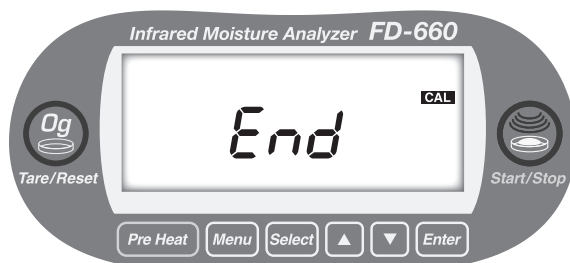 Infrared Moisture Analyzer FD-660
CAL
0g
End
Tare/Reset
Start/Stop
Pre Heat Menu Select ▲ ▼ Enter